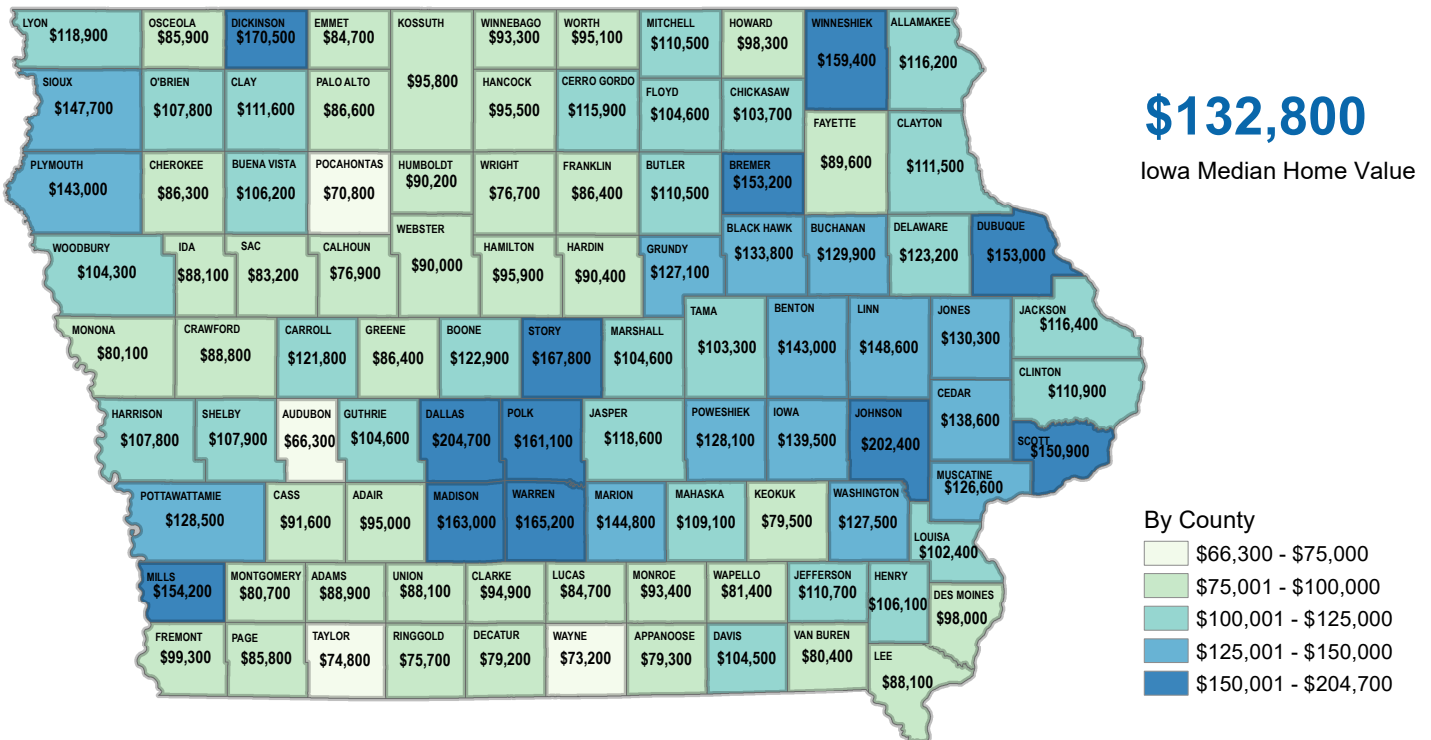 LYON
$118,900
OSCEOLA
$85,900
DICKINSON
$170,500
EMMET
$84,700
KOSSUTH
$95,800
WINNEBAGO
$93,300
WORTH
$95,100
MITCHELL
$110,500
HOWARD
$98,300
WINNESHIEK
$159,400
ALLAMAKEE
$116,200
SIOUX
$147,700
O'BRIEN
$107,800
CLAY
$111,600
PALO ALTO
$86,600
HANCOCK
$95,500
CERRO GORDO
$115,900
FLOYD
$104,600
CHICKASAW
$103,700
FAYETTE
$89,600
CLAYTON
$111,500
PLYMOUTH
$143,000
CHEROKEE
$86,300
BUENA VISTA
$106,200
POCAHONTAS
$70,800
HUMBOLDT
$90,200
WRIGHT
$76,700
FRANKLIN
$86,400
BUTLER
$110,500
BREMER
$153,200
WOODBURY
$104,300
IDA
$88,100
SAC
$83,200
CALHOUN
$76,900
WEBSTER
$90,000
HAMILTON
$95,900
HARDIN
$90,400
GRUNDY
$127,100
BLACK HAWK
$133,800
BUCHANAN
$129,900
DELAWARE
$123,200
DUBUQUE
$153,000
MONONA
$80,100
CRAWFORD
$88,800
CARROLL
$121,800
GREENE
$86,400
BOONE
$122,900
STORY
$167,800
MARSHALL
$104,600
TAMA
$103,300
BENTON
$143,000
LINN
$148,600
JONES
$130,300
JACKSON
$116,400
CLINTON
$110,900
CEDAR
$138,600
HARRISON
$107,800
SHELBY
$107,900
AUDUBON
$66,300
GUTHRIE
$104,600
DALLAS
$204,700
POLK
$161,100
JASPER
$118,600
POWESHIEK
$128,100
IOWA
$139,500
JOHNSON
$202,400
SCOTT
$150,900
MUSCATINE
$126,600
POTTAWATTAMIE
$128,500
CASS
$91,600
ADAIR
$95,000
MADISON
$163,000
WARREN
$165,200
MARION
$144,800
MAHASKA
$109,100
KEOKUK
$79,500
WASHINGTON
$127,500
LOUISA
$102,400
MILLS
$154,200
MONTGOMERY
$80,700
ADAMS
$88,900
UNION
$88,100
CLARKE
$94,900
LUCAS
$84,700
MONROE
$93,400
WAPELLO
$81,400
JEFFERSON
$110,700
HENRY
$106,100
DES MOINES
$98,000
FREMONT
$99,300
PAGE
$85,800
TAYLOR
$74,800
RINGGOLD
$75,700
DECATUR
$79,200
WAYNE
$73,200
APPANOOSE
$79,300
DAVIS
$104,500
VAN BUREN
$80,400
LEE
$88,100
$132,800
Iowa Median Home Value
By County
$66,300 - $75,000
$75,001 - $100,000
$100,001 - $125,000
$125,001 - $150,000
$150,001 - $204,700